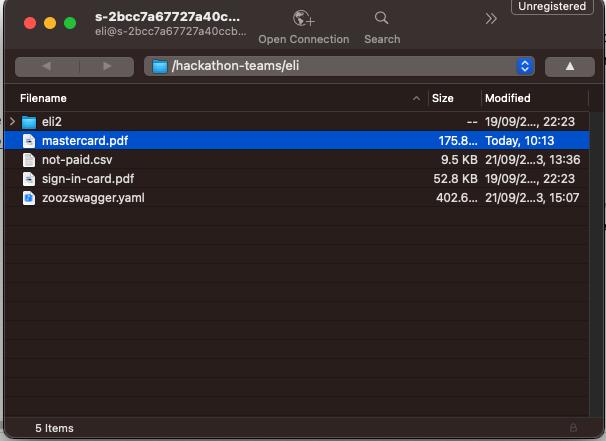 Unregistered
s-2bcc7a67727a40c...
eli@s-2bcc7a67727a40ccb...
Open Connection Search
/hackathon-teams/eli
Filename Size Modified
eli2 -- 19/09/2..., 22:23
mastercard.pdf 175.8... Today, 10:13
not-paid.csv 9.5 KB 21/09/2...3, 13:36
sign-in-card.pdf 52.8 KB 19/09/2..., 22:23
zoozswagger.yaml 402.6... 21/09/2...3, 15:07
5 Items